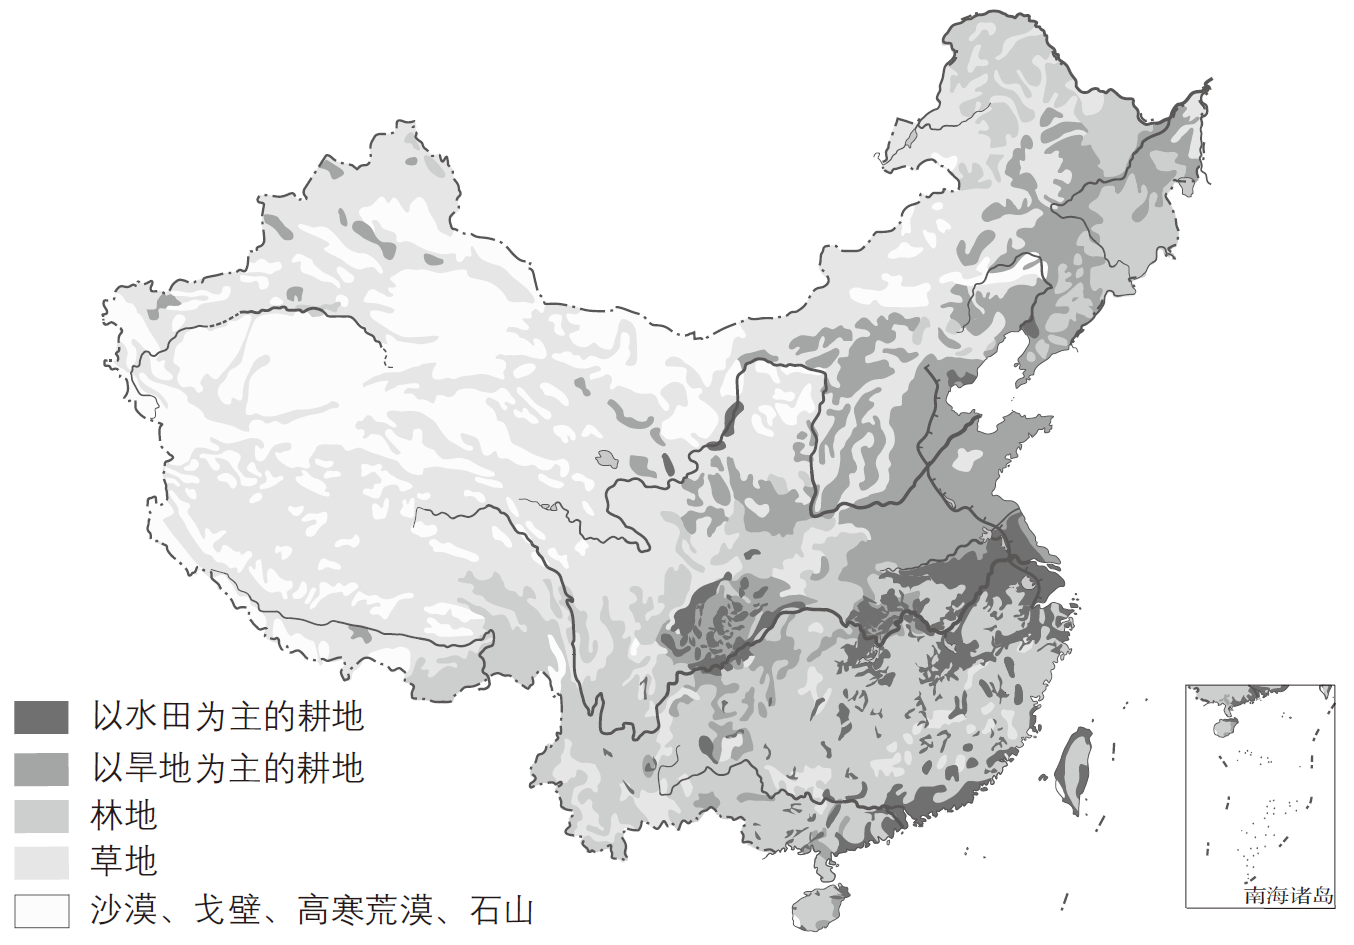 以水田为主的耕地
以旱地为主的耕地
林地
草地
沙漠、戈壁、高寒荒漠、石山
南海诸岛